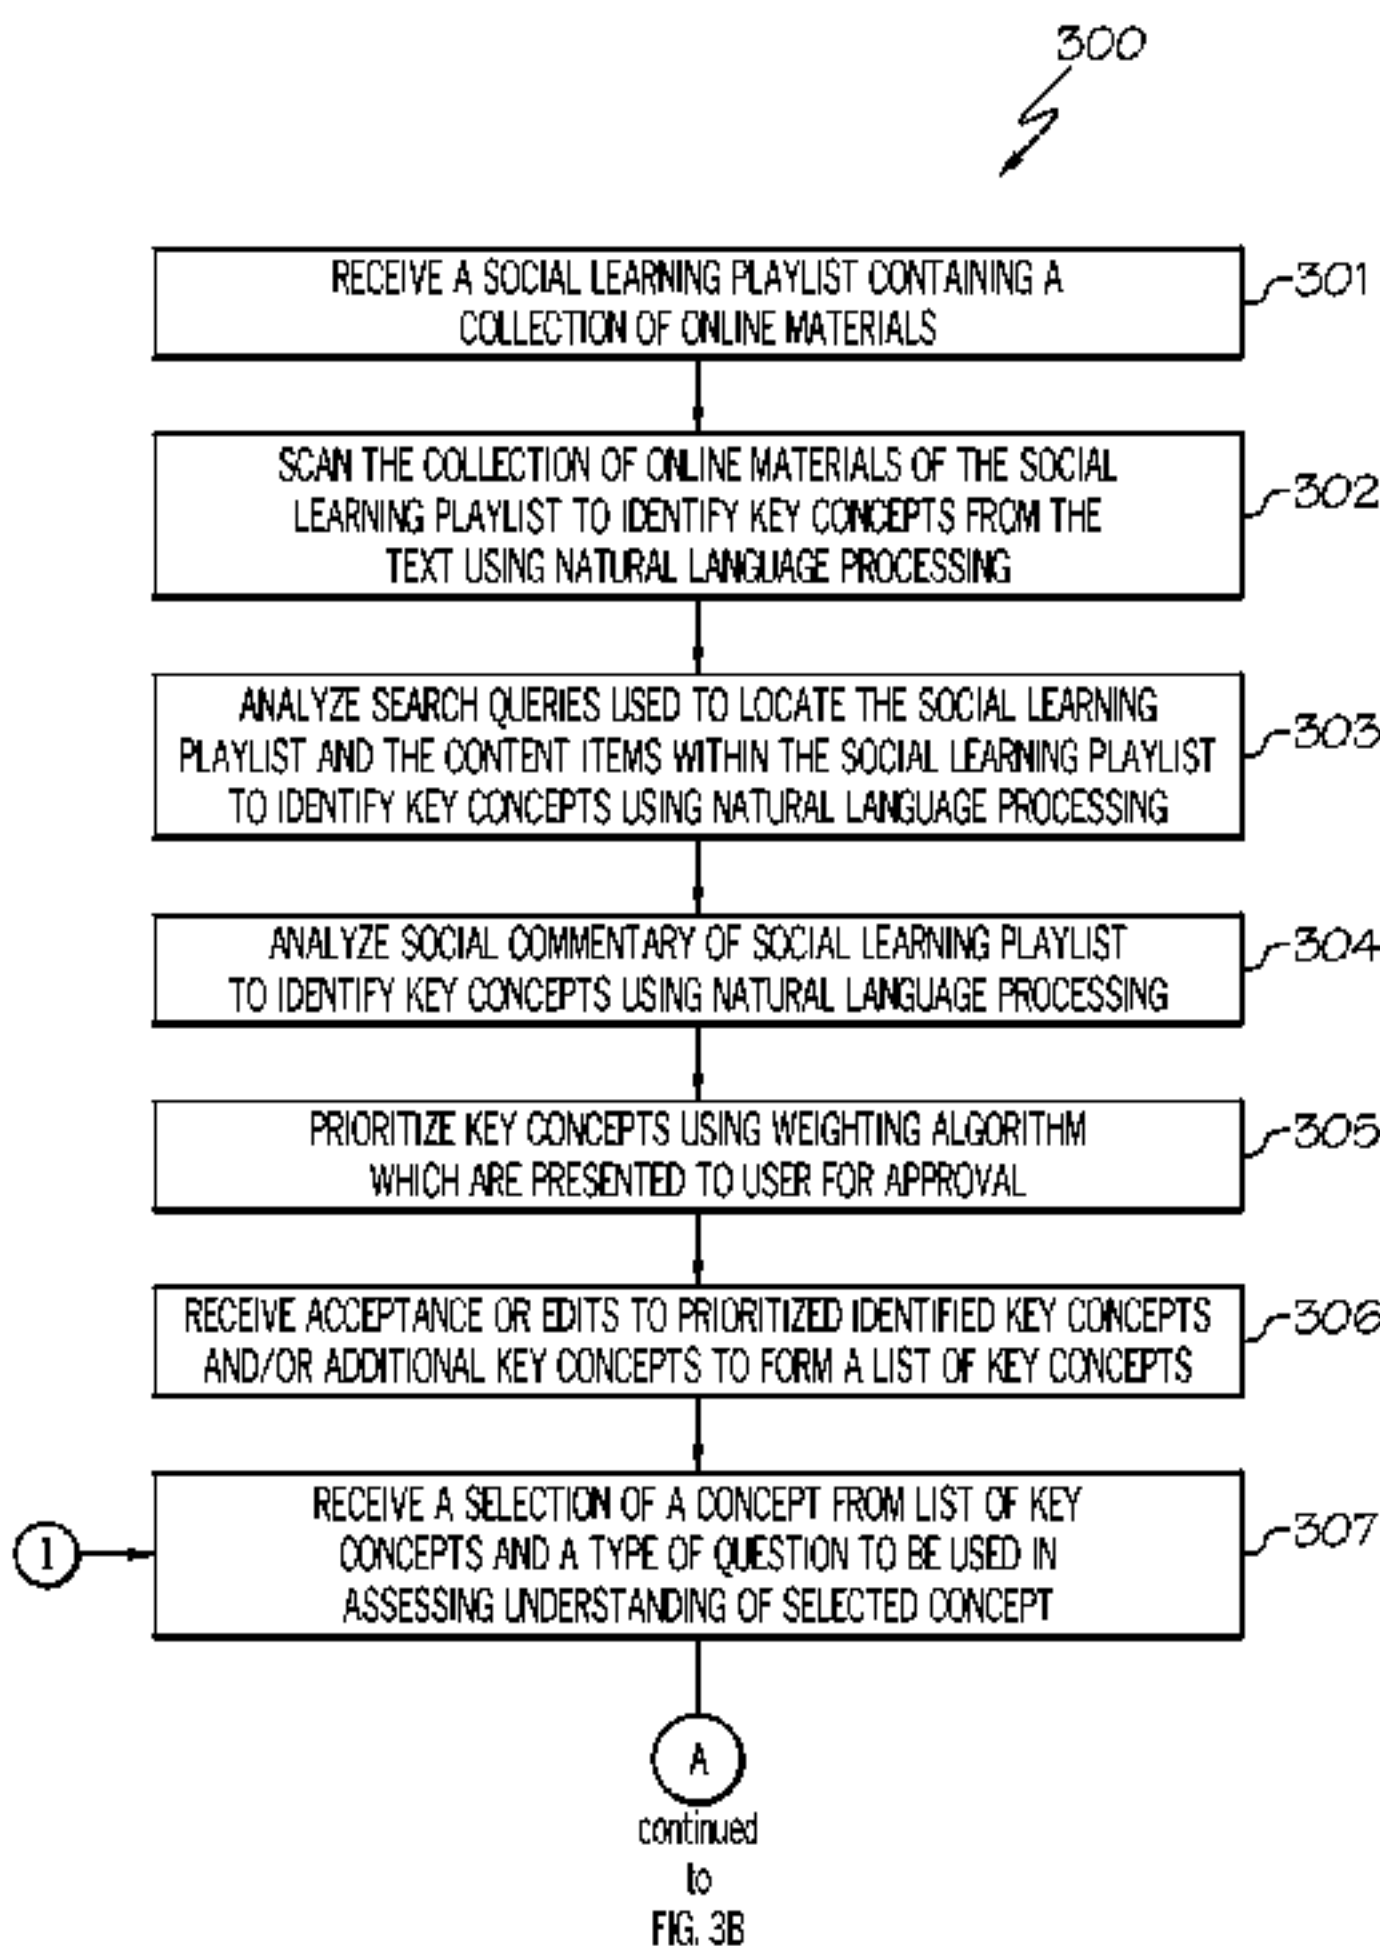 300
RECEIVE A SOCIAL LEARNING PLAYLIST CONTAINING A
COLLECTION OF ONLINE MATERIALS
301
SCAN THE COLLECTION OF ONLINE MATERIALS OF THE SOCIAL
LEARNING PLAYLIST TO IDENTIFY KEY CONCEPTS FROM THE
TEXT USING NATURAL LANGUAGE PROCESSING
302
ANALYZE SEARCH QUERIES USED TO LOCATE THE SOCIAL LEARNING
PLAYLIST AND THE CONTENT ITEMS WITHIN THE SOCIAL LEARNING PLAYLIST
TO IDENTIFY KEY CONCEPTS USING NATURAL LANGUAGE PROCESSING
303
ANALYZE SOCIAL COMMENTARY OF SOCIAL LEARNING PLAYLIST
TO IDENTIFY KEY CONCEPTS USING NATURAL LANGUAGE PROCESSING
304
PRIORITIZE KEY CONCEPTS USING WEIGHTING ALGORITHM
WHICH ARE PRESENTED TO USER FOR APPROVAL
305
RECEIVE ACCEPTANCE OR EDITS TO PRIORITIZED IDENTIFIED KEY CONCEPTS
AND/OR ADDITIONAL KEY CONCEPTS TO FORM A LIST OF KEY CONCEPTS
306
RECEIVE A SELECTION OF A CONCEPT FROM LIST OF KEY
CONCEPTS AND A TYPE OF QUESTION TO BE USED IN
ASSESSING UNDERSTANDING OF SELECTED CONCEPT
307
1
A
continued
to
FIG. 3B